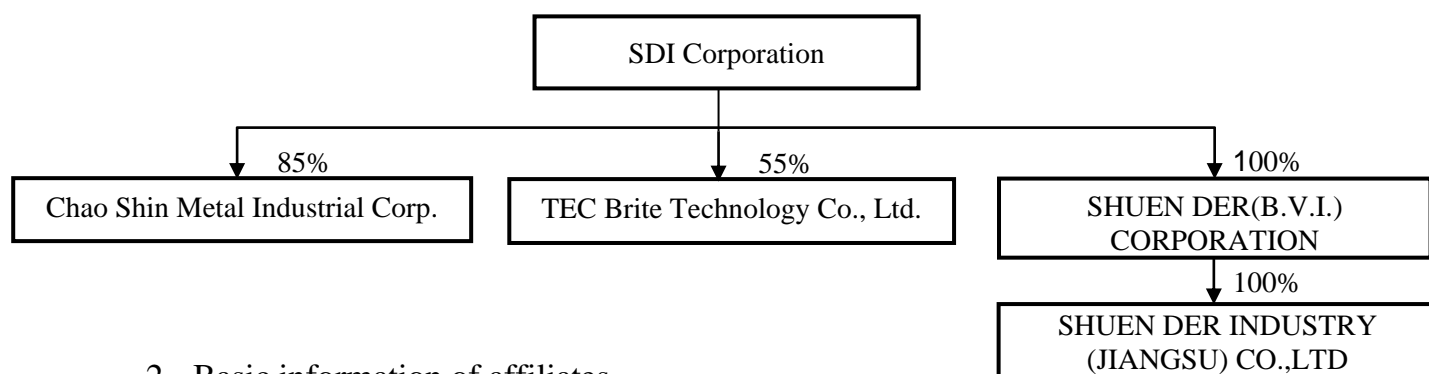 SDI Corporation
85%
55%
100%
Chao Shin Metal Industrial Corp.
TEC Brite Technology Co., Ltd.
SHUEN DER(B.V.I.)
CORPORATION
100%
SHUEN DER INDUSTRY
(JIANGSU) CO.,LTD
2. Basic information of affiliates